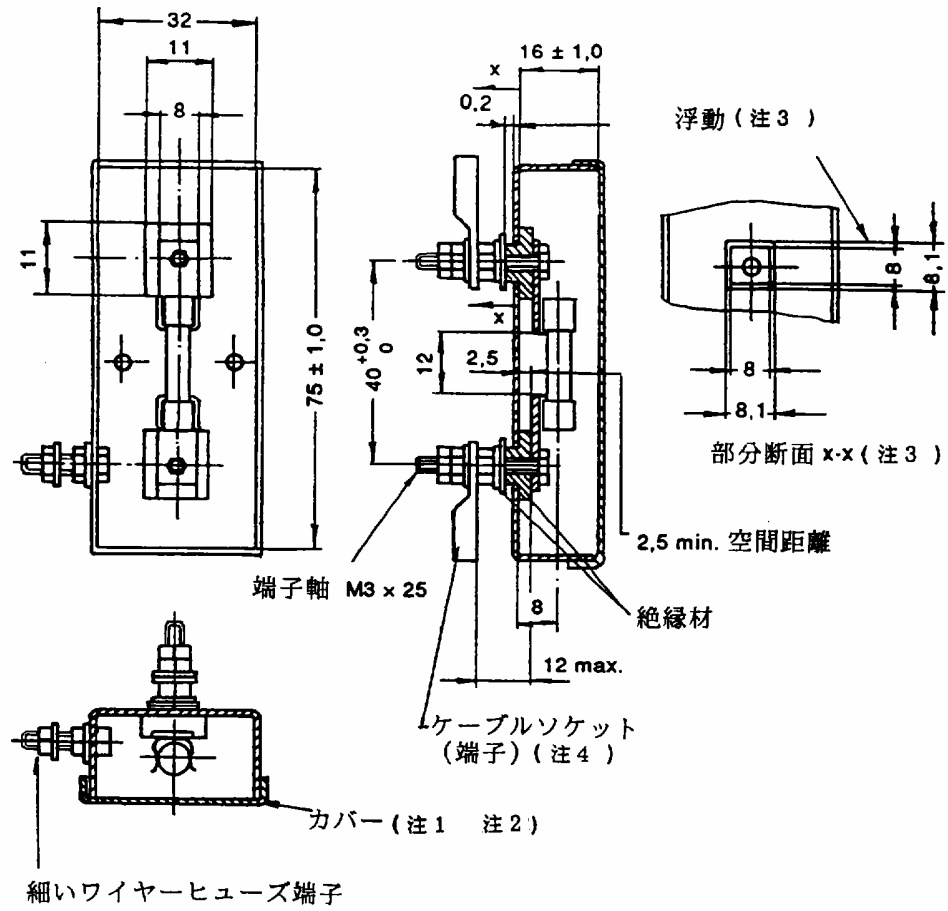 32
11
8
11
75 ± 1,0
16 ± 1,0
x
0,2
x
40 +0,3 0
12
2,5
浮動 (注3 )
8
8,1
8
8,1
部分断面 x-x (注3 )
2,5 min. 空間距離
端子軸 M3 x 25
絶縁材
8
12 max.
ケーブルソケット
(端子) (注4 )
カバー (注1 注2)
細いワイヤーヒューズ端子